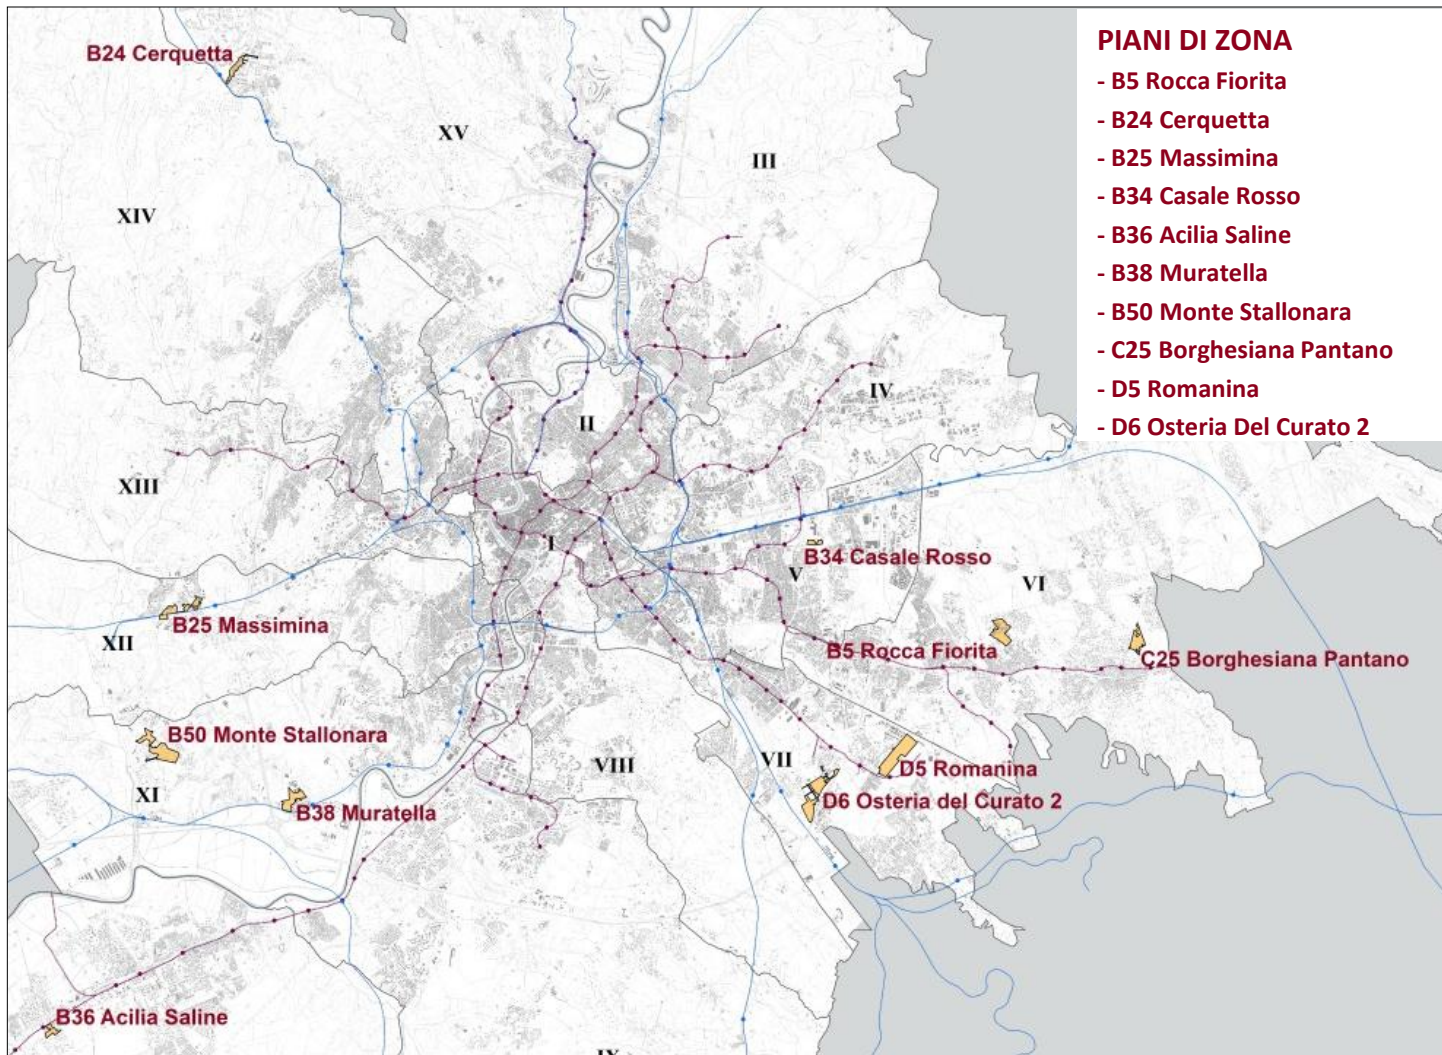 PIANI DI ZONA
- B5 Rocca Fiorita
- B24 Cerquetta
- B25 Massimina
- B34 Casale Rosso
- B36 Acilia Saline
- B38 Muratella
- B50 Monte Stallonara
- C25 Borghesiana Pantano
- D5 Romanina
- D6 Osteria Del Curato 2
B24 Cerquetta
XV
III
XIV
IV
II
XIII
I
B34 Casale Rosso
V
VI
B25 Massimina
XII
B5 Rocca Fiorita
C25 Borghesiana Pantano
B50 Monte Stallonara
VIII
VII
D5 Romanina
XI
D6 Osteria del Curato 2
B38 Muratella
B36 Acilia Saline
IX